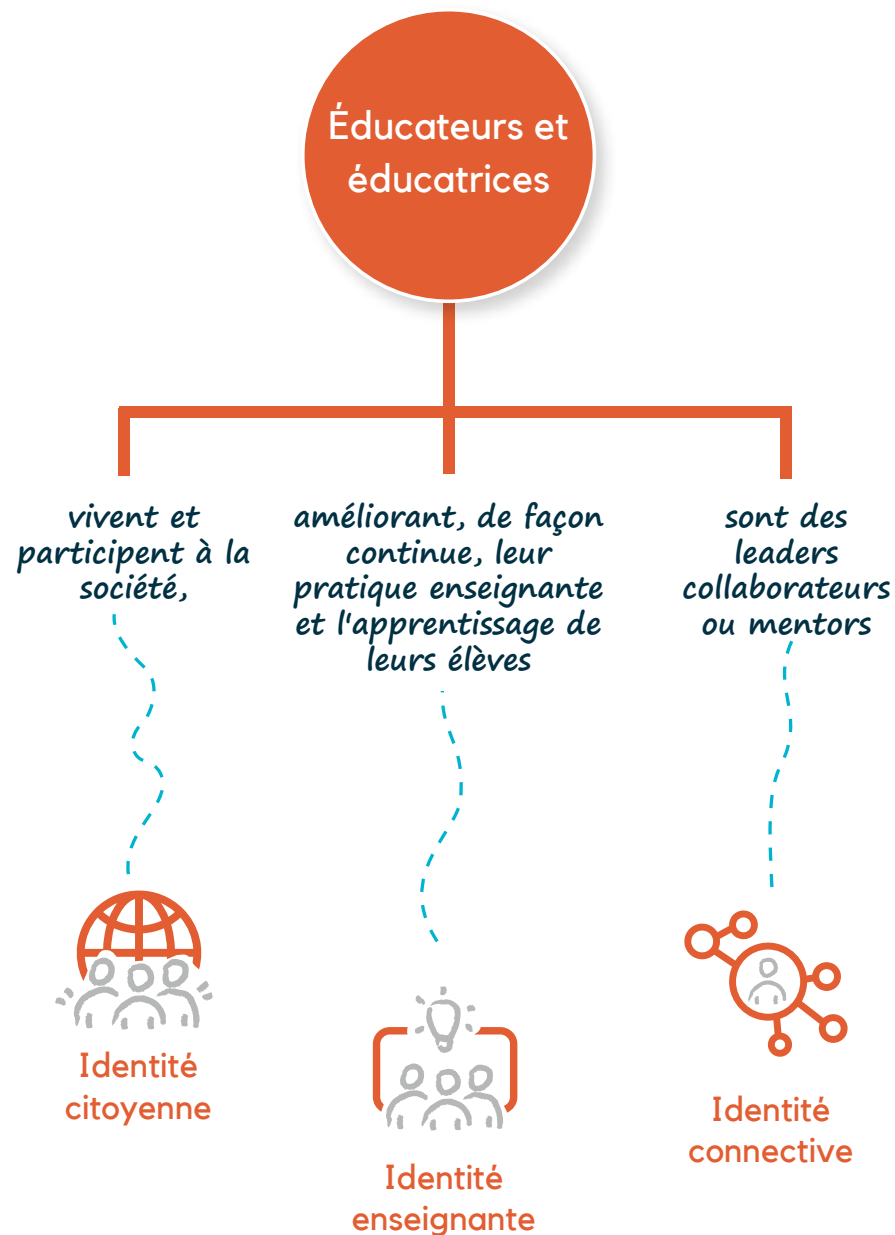 Éducateurs et
éducatrices
vivent et
participent à la
société,
améliorant, de façon
continue, leur
pratique enseignante
et l'apprentissage de
leurs élèves
sont des
leaders
collaborateurs
ou mentors
Identité
citoyenne
Identité
enseignante
Identité
connective